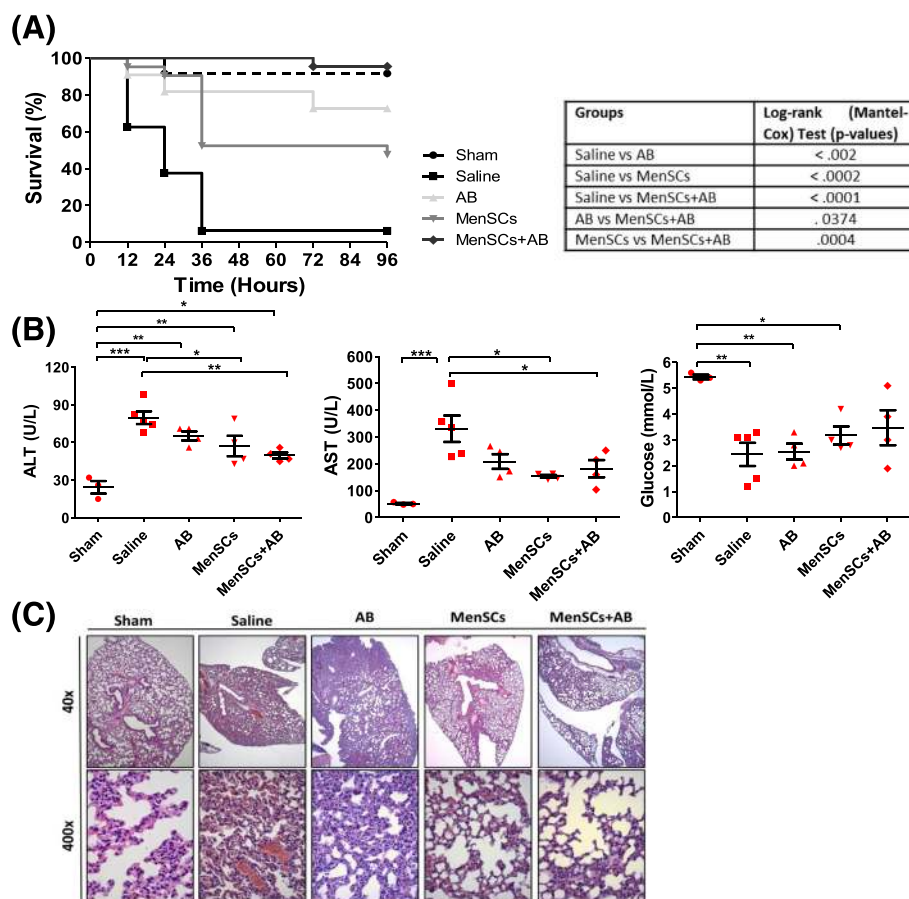 (A)
100
80
60
40
20
0
Survival (%)
0 12 24 36 48 60 72 84 96
Time (Hours)
Sham
Saline
AB
MenSCs
MenSCs+AB
Groups Log-rank (Mantel-
Cox) Test (p-values)
Saline vs AB < .002
Saline vs MenSCs < .0002
Saline vs MenSCs+AB < .0001
AB vs MenSCs+AB . 0374
MenSCs vs MenSCs+AB .0004
(B)
*
**
**
*** *
**
120
90
60
30
0
ALT (U/L)
Sham Saline AB MenSCs MenSCs+AB
*** *
*
600
500
400
300
200
100
0
AST (U/L)
Sham Saline AB MenSCs MenSCs+AB
*
**
**
6
5
4
3
2
1
0
Glucose (mmol/L)
Sham Saline AB MenSCs MenSCs+AB
(C)
Sham Saline AB MenSCs MenSCs+AB
40x
400x